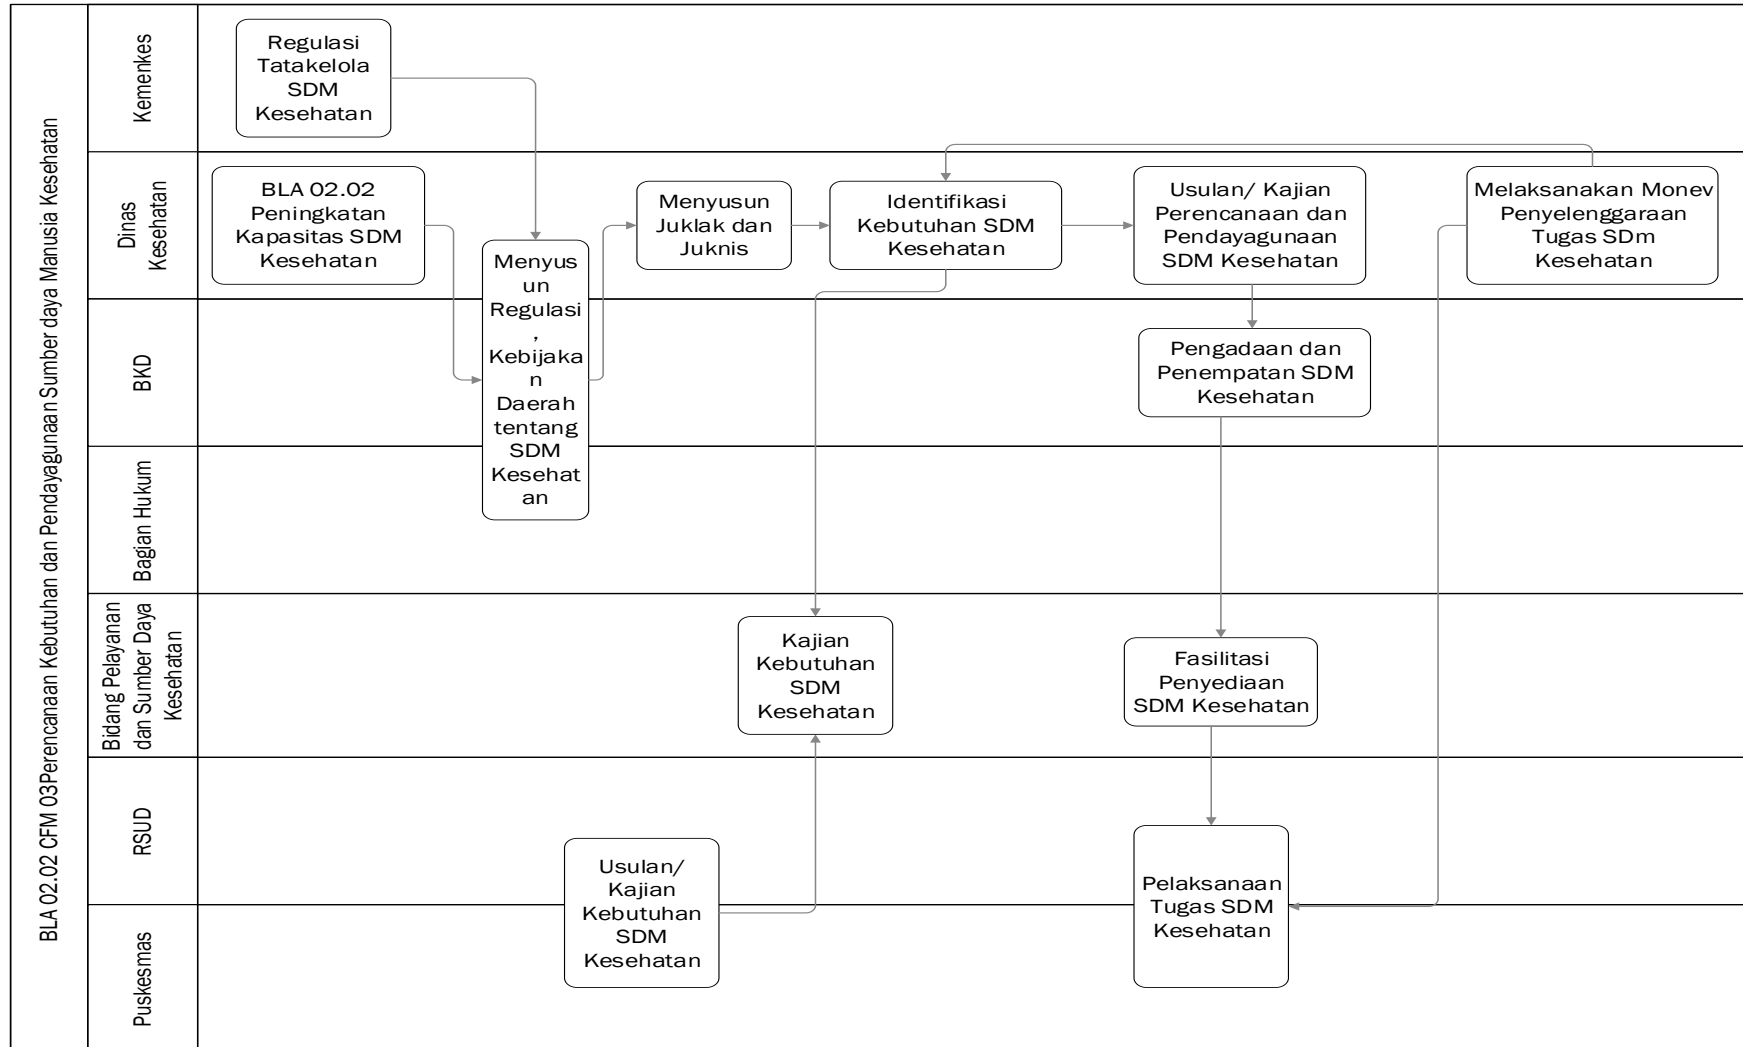 BLA 02.02 CFM 03Perencanaan Kebutuhan dan Pendayagunaan Sumber daya Manusia Kesehatan
Kemenkes
Regulasi
Tatakelola
SDM
Kesehatan
Dinas
Kesehatan
BLA 02.02
Peningkatan
Kapasitas SDM
Kesehatan
Menyus
un
Regulasi
,
Kebijaka
n
Daerah
tentang
SDM
Kesehat
an
Menyusun
Juklak dan
Juknis
Identifikasi
Kebutuhan SDM
Kesehatan
Usulan/ Kajian
Perencanaan dan
Pendayagunaan
SDM Kesehatan
Melaksanakan Monev
Penyelenggaraan
Tugas SDm
Kesehatan
BKD
Pengadaan dan
Penempatan SDM
Kesehatan
Bagian Hukum
Bidang Pelayanan
dan Sumber Daya
Kesehatan
Kajian
Kebutuhan
SDM
Kesehatan
Fasilitasi
Penyediaan
SDM Kesehatan
RSUD
Usulan/
Kajian
Kebutuhan
SDM
Kesehatan
Pelaksanaan
Tugas SDM
Kesehatan
Puskesmas